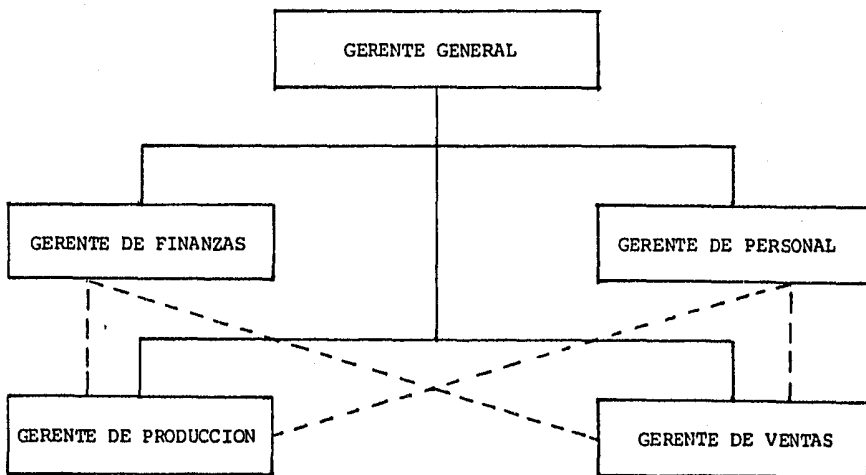 GERENTE GENERAL
GERENTE DE FINANZAS
GERENTE DE PERSONAL
GERENTE DE PRODUCCION
GERENTE DE VENTAS